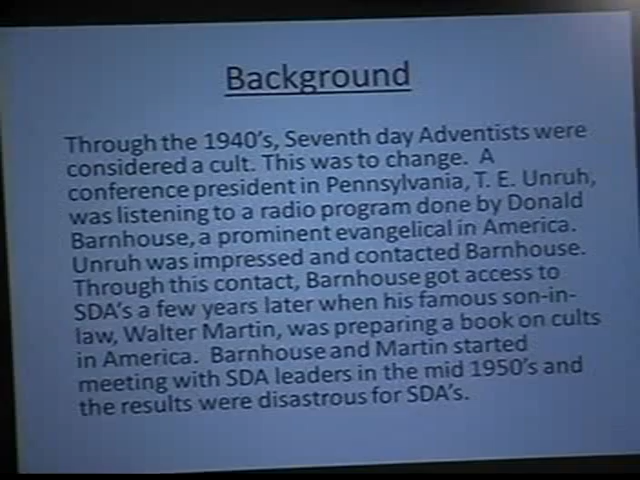 Background
Through the 1940's, Seventh day Adventists were
considered a cult. This was to change. A
conference president in Pennsylvania, T. E. Unruh,
was listening to a radio program done by Donald
Barnhouse, a prominent evangelical in America.
Unruh was impressed and contacted Barnhouse.
Through this contact, Barnhouse got access to
SDA's a few years later when his famous son-in-
law, Walter Martin, was preparing a book on cults
in America. Barnhouse and Martin started
meeting with SDA leaders in the mid 1950's and
the results were disastrous for SDA's.